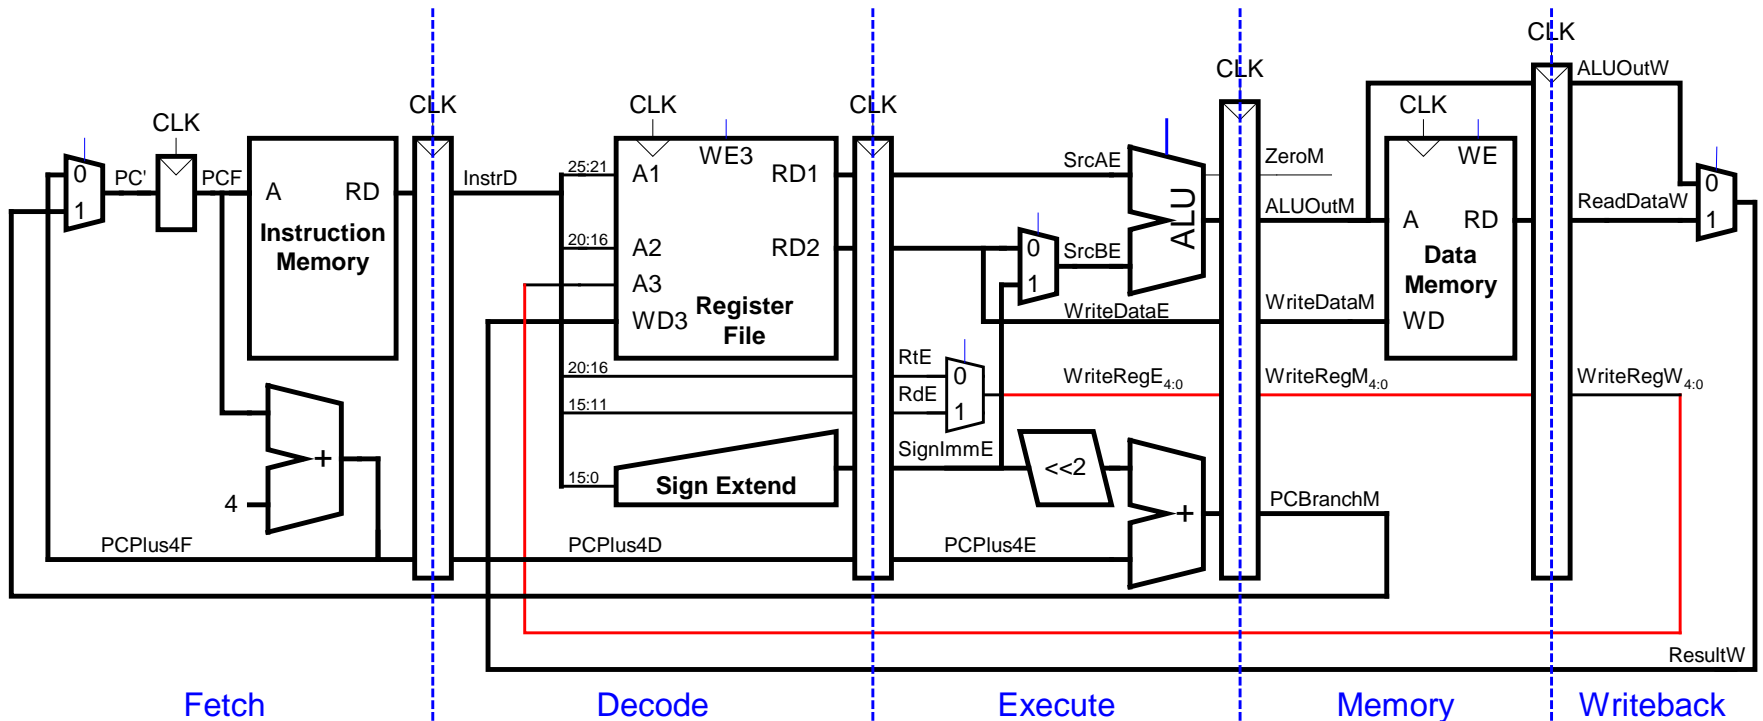 CLK
CLK
CLK
CLK
CLK
CLK
CLK
ALUOutW
0
1
PC'
PCF
A
RD
Instruction
Memory
InstrD
25:21
20:16
A1
A2
A3
WD3
WE3
RD1
RD2
Register
File
SrcAE
0
1
SrcBE
ALU
WriteDataE
ZeroM
ALUOutM
WriteDataM
A
RD
WE
WD
Data
Memory
ReadDataW
0
1
20:16
15:11
15:0
RtE
RdE
0
1
WriteRegE4:0
WriteRegM4:0
WriteRegW4:0
Sign Extend
SignImmE
<<2
+
4
+
PCBranchM
PCPlus4F
PCPlus4D
PCPlus4E
ResultW
Fetch
Decode
Execute
Memory
Writeback